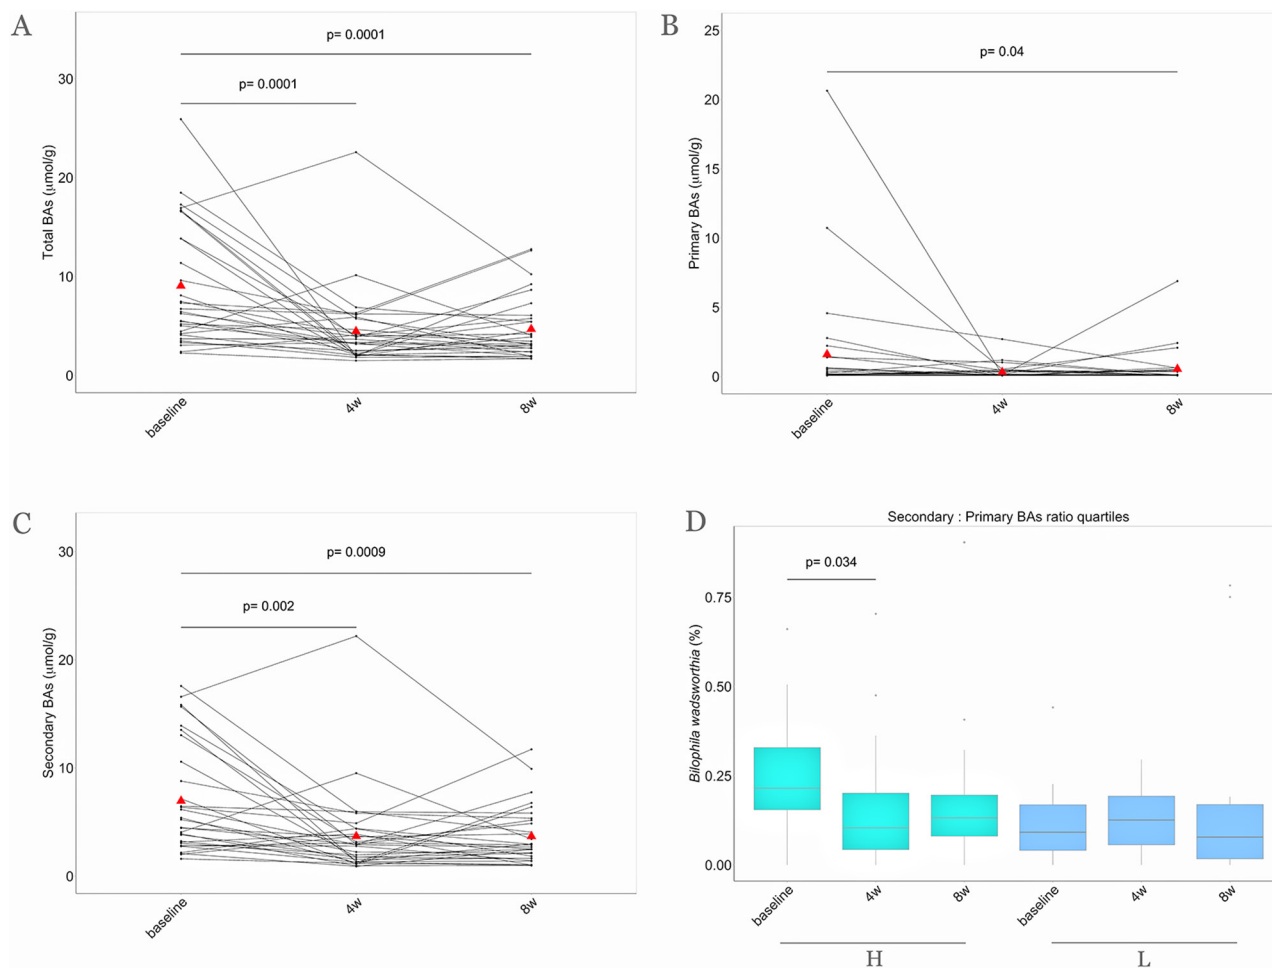 A
p= 0.0001
p= 0.0001
30
20
10
0
Total BAs (μmol/g)
baseline
4w
8w
B
p= 0.04
25
20
15
10
5
0
Primary BAs (μmol/g)
baseline
4w
8w
C
p= 0.0009
p= 0.002
30
20
10
0
Secondary BAs (μmol/g)
baseline
4w
8w
D
Secondary : Primary BAs ratio quartiles
p= 0.034
0.75
0.50
0.25
0.00
Bilophila wadsworthia (%)
baseline
4w
8w
baseline
4w
8w
H
L